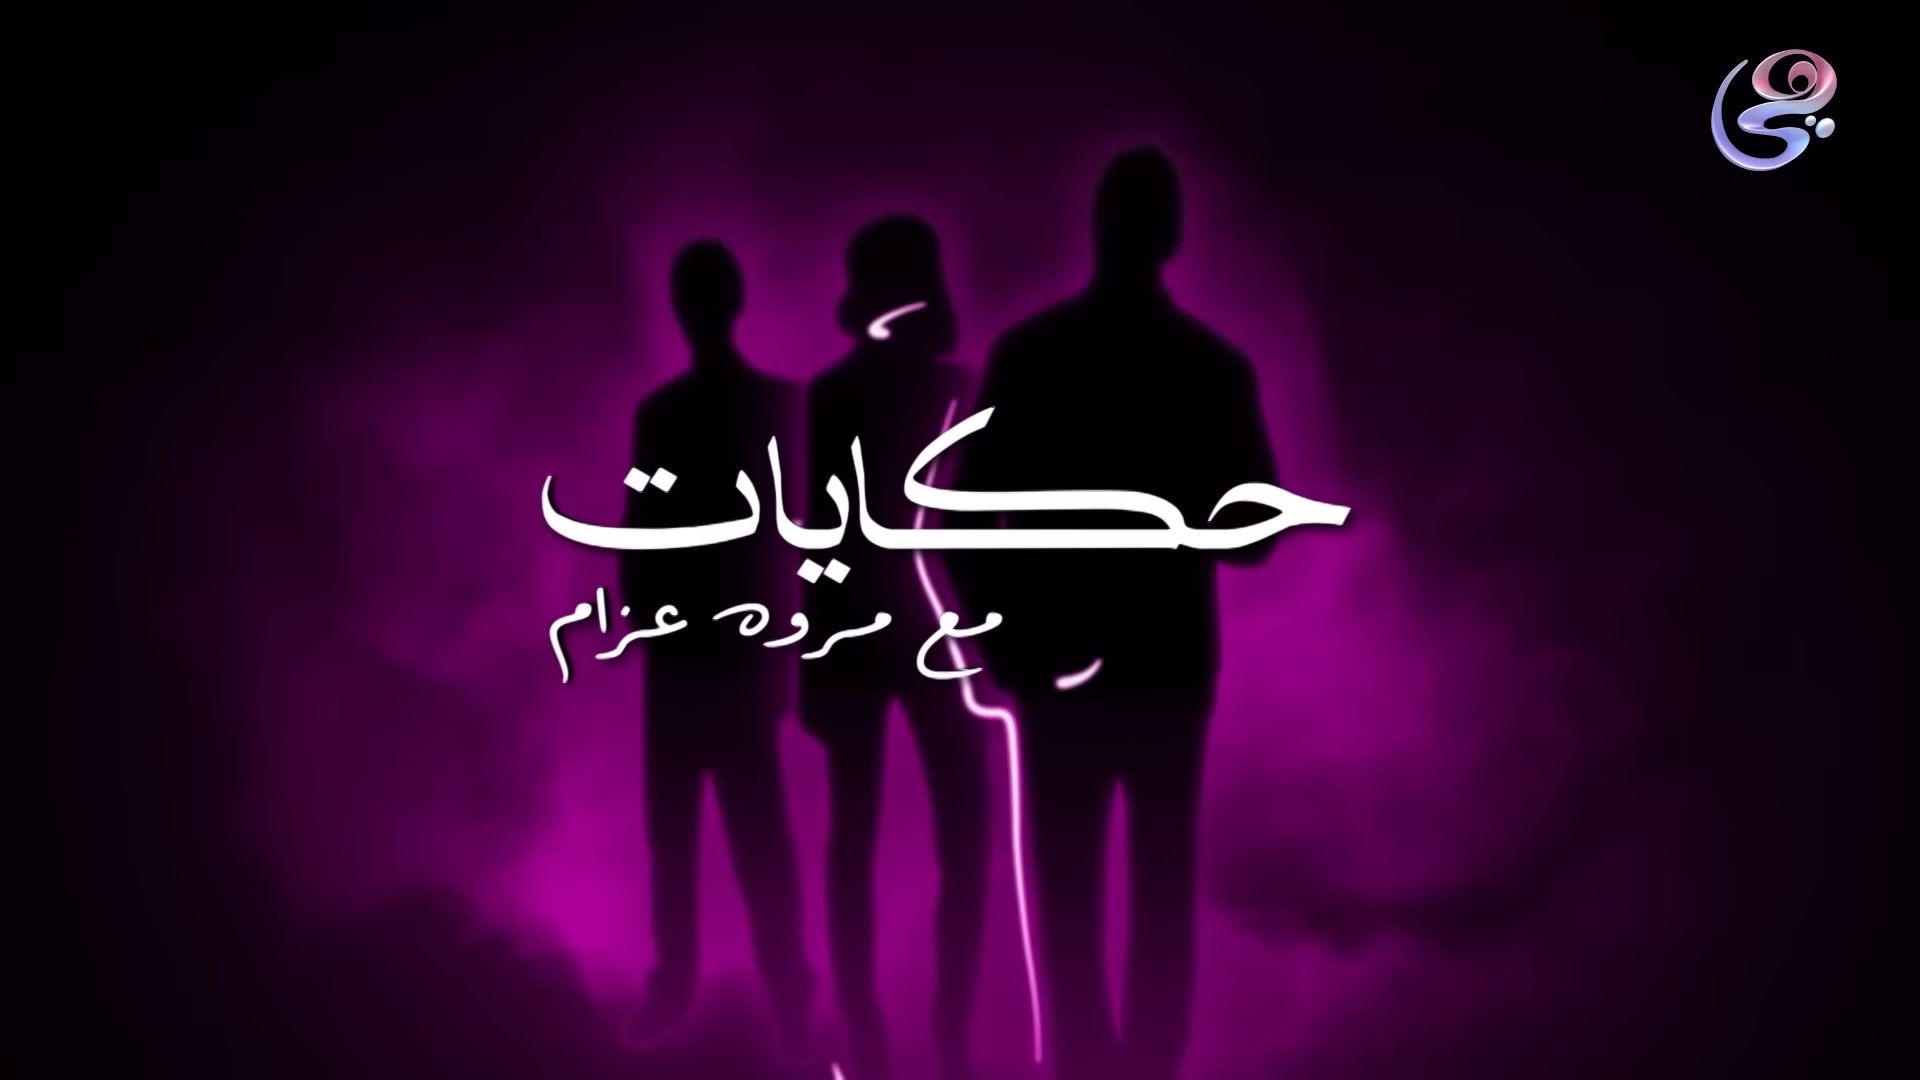 حكايات
مع مروه عزام